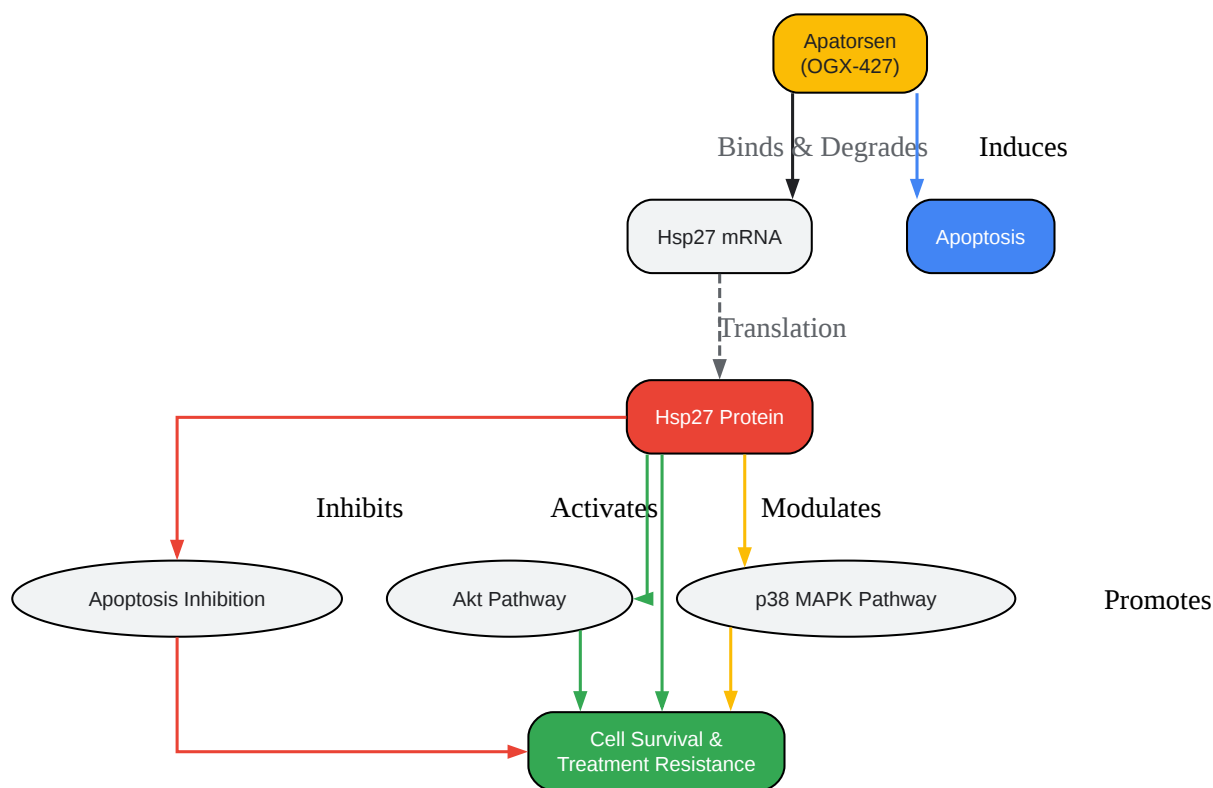 Apatorsen
(OGX-427)
Binds & Degrades
Induces
Hsp27 mRNA
Apoptosis
Translation
Hsp27 Protein
Inhibits
Activates
Modulates
Apoptosis Inhibition
Akt Pathway
p38 MAPK Pathway
Promotes
Cell Survival &
Treatment Resistance